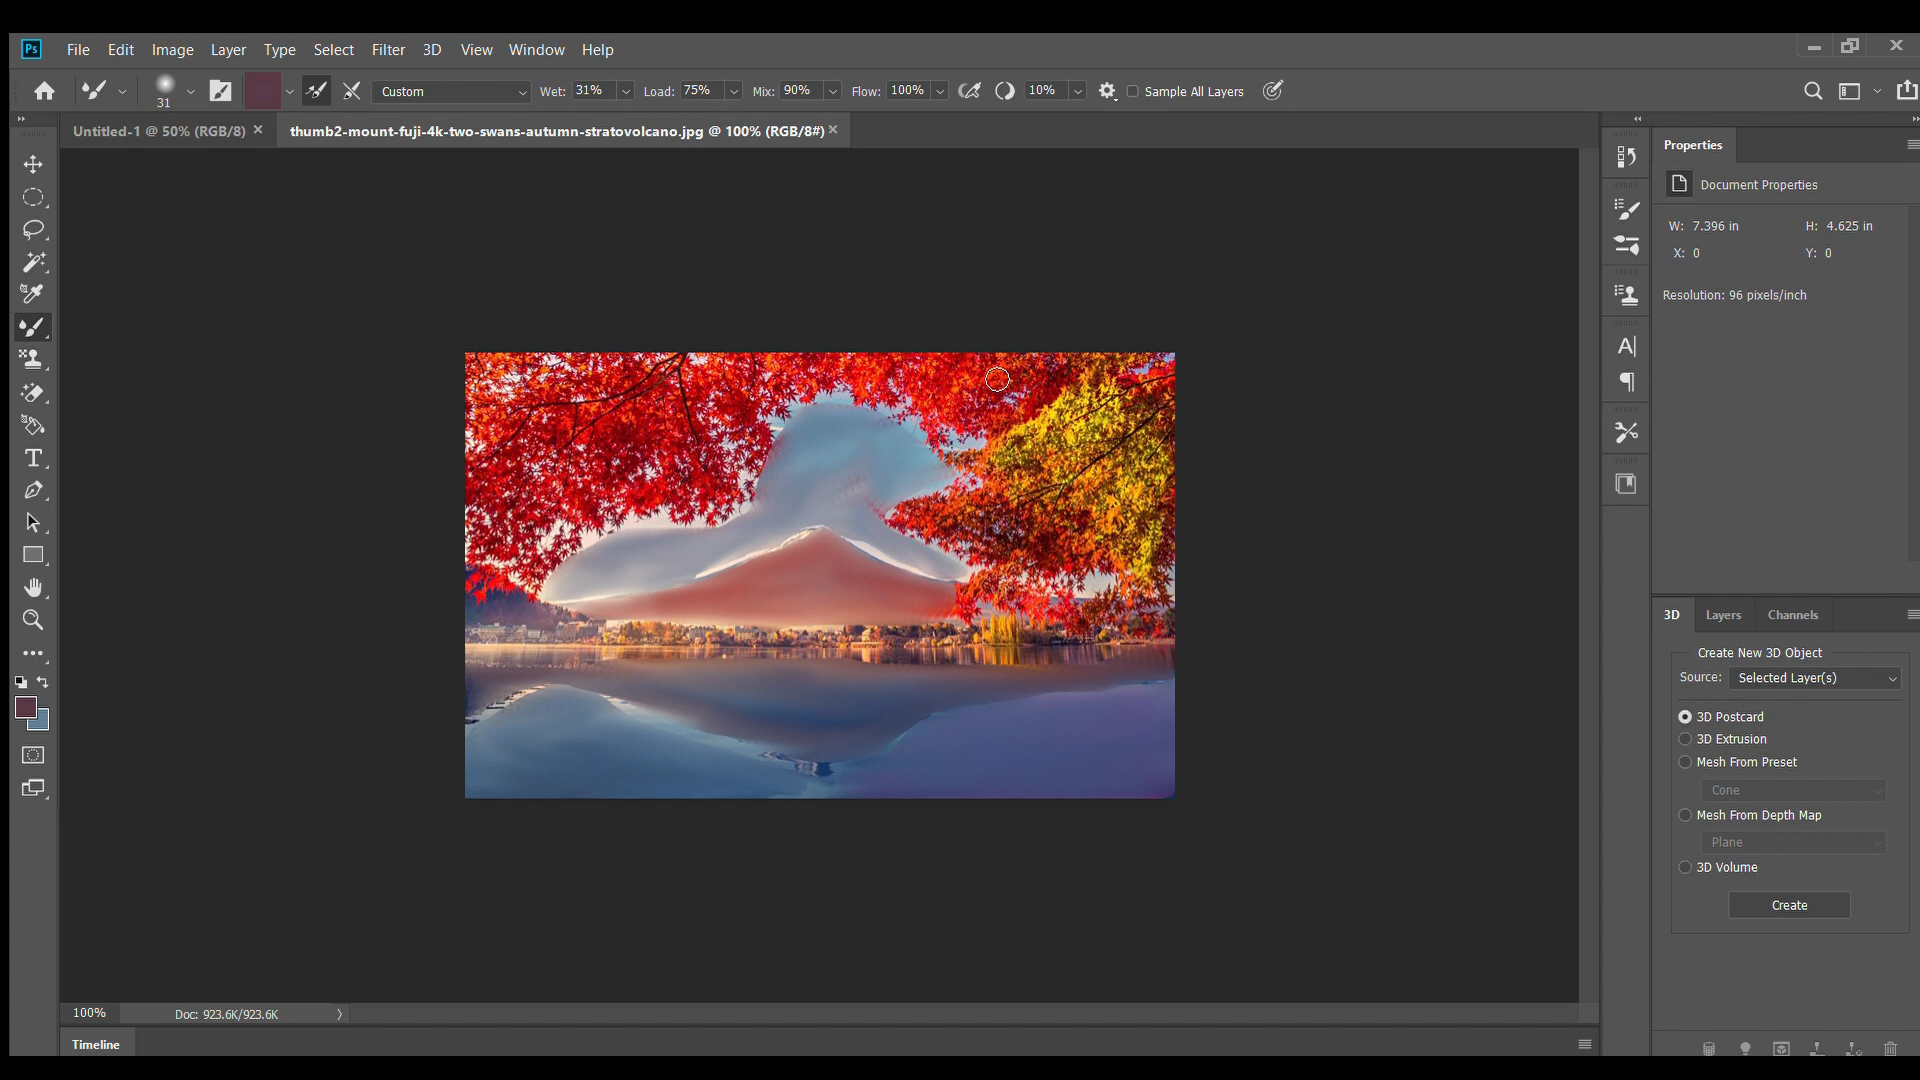 Ps File Edit Image Layer Type Select Filter 3D View Window Help
31 Custom Wet: 31% Load: 75% Mix: 90% Flow: 100% 10% Sample All Layers
Untitled-1 @ 50% (RGB/8) × thumb2-mount-fuji-4k-two-swans-autumn-stratovolcano.jpg @ 100% (RGB/8#) ×
Properties
Document Properties
W: 7.396 in H: 4.625 in
X: 0 Y: 0
Resolution: 96 pixels/inch
3D Layers Channels
Create New 3D Object
Source: Selected Layer(s)
3D Postcard
3D Extrusion
Mesh From Preset
Cone
Mesh From Depth Map
Plane
3D Volume
Create
100% Doc: 923.6K/923.6K
Timeline